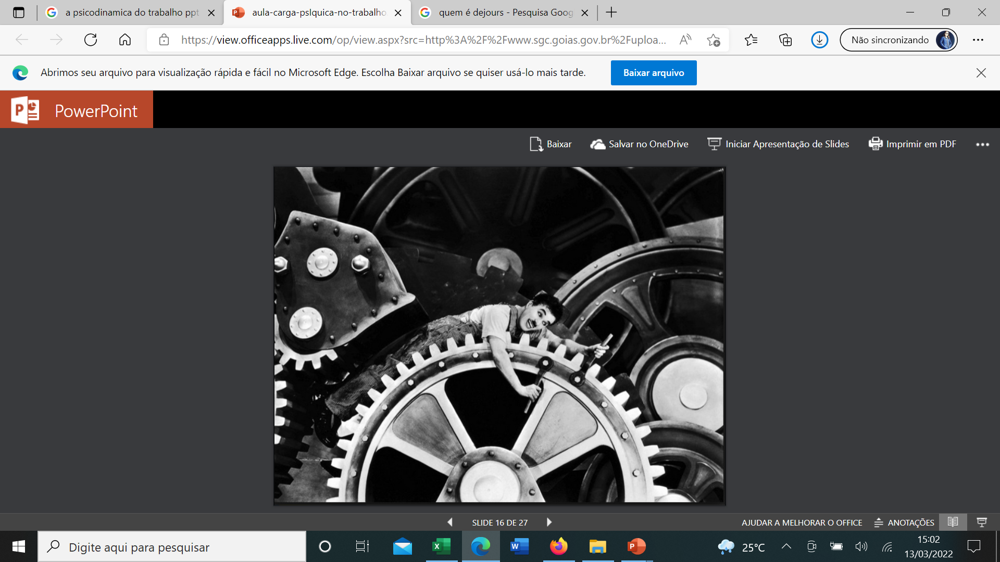 a psicodinamica do trabalho ppt
aula-carga-psIquica-no-trabalho
quem é dejours - Pesquisa Goog
https://view.officeapps.live.com/op/view.aspx?src=http%3A%2F%2Fwww.sgc.goias.gov.br%2Fuploa...
Não sincronizando
Abrimos seu arquivo para visualização rápida e fácil no Microsoft Edge. Escolha Baixar arquivo se quiser usá-lo mais tarde.
Baixar arquivo
PowerPoint
Baixar
Salvar no OneDrive
Iniciar Apresentação de Slides
Imprimir em PDF
SLIDE 16 DE 27
AJUDAR A MELHORAR O OFFICE
ANOTAÇÕES
Digite aqui para pesquisar
25°C
15:02
13/03/2022